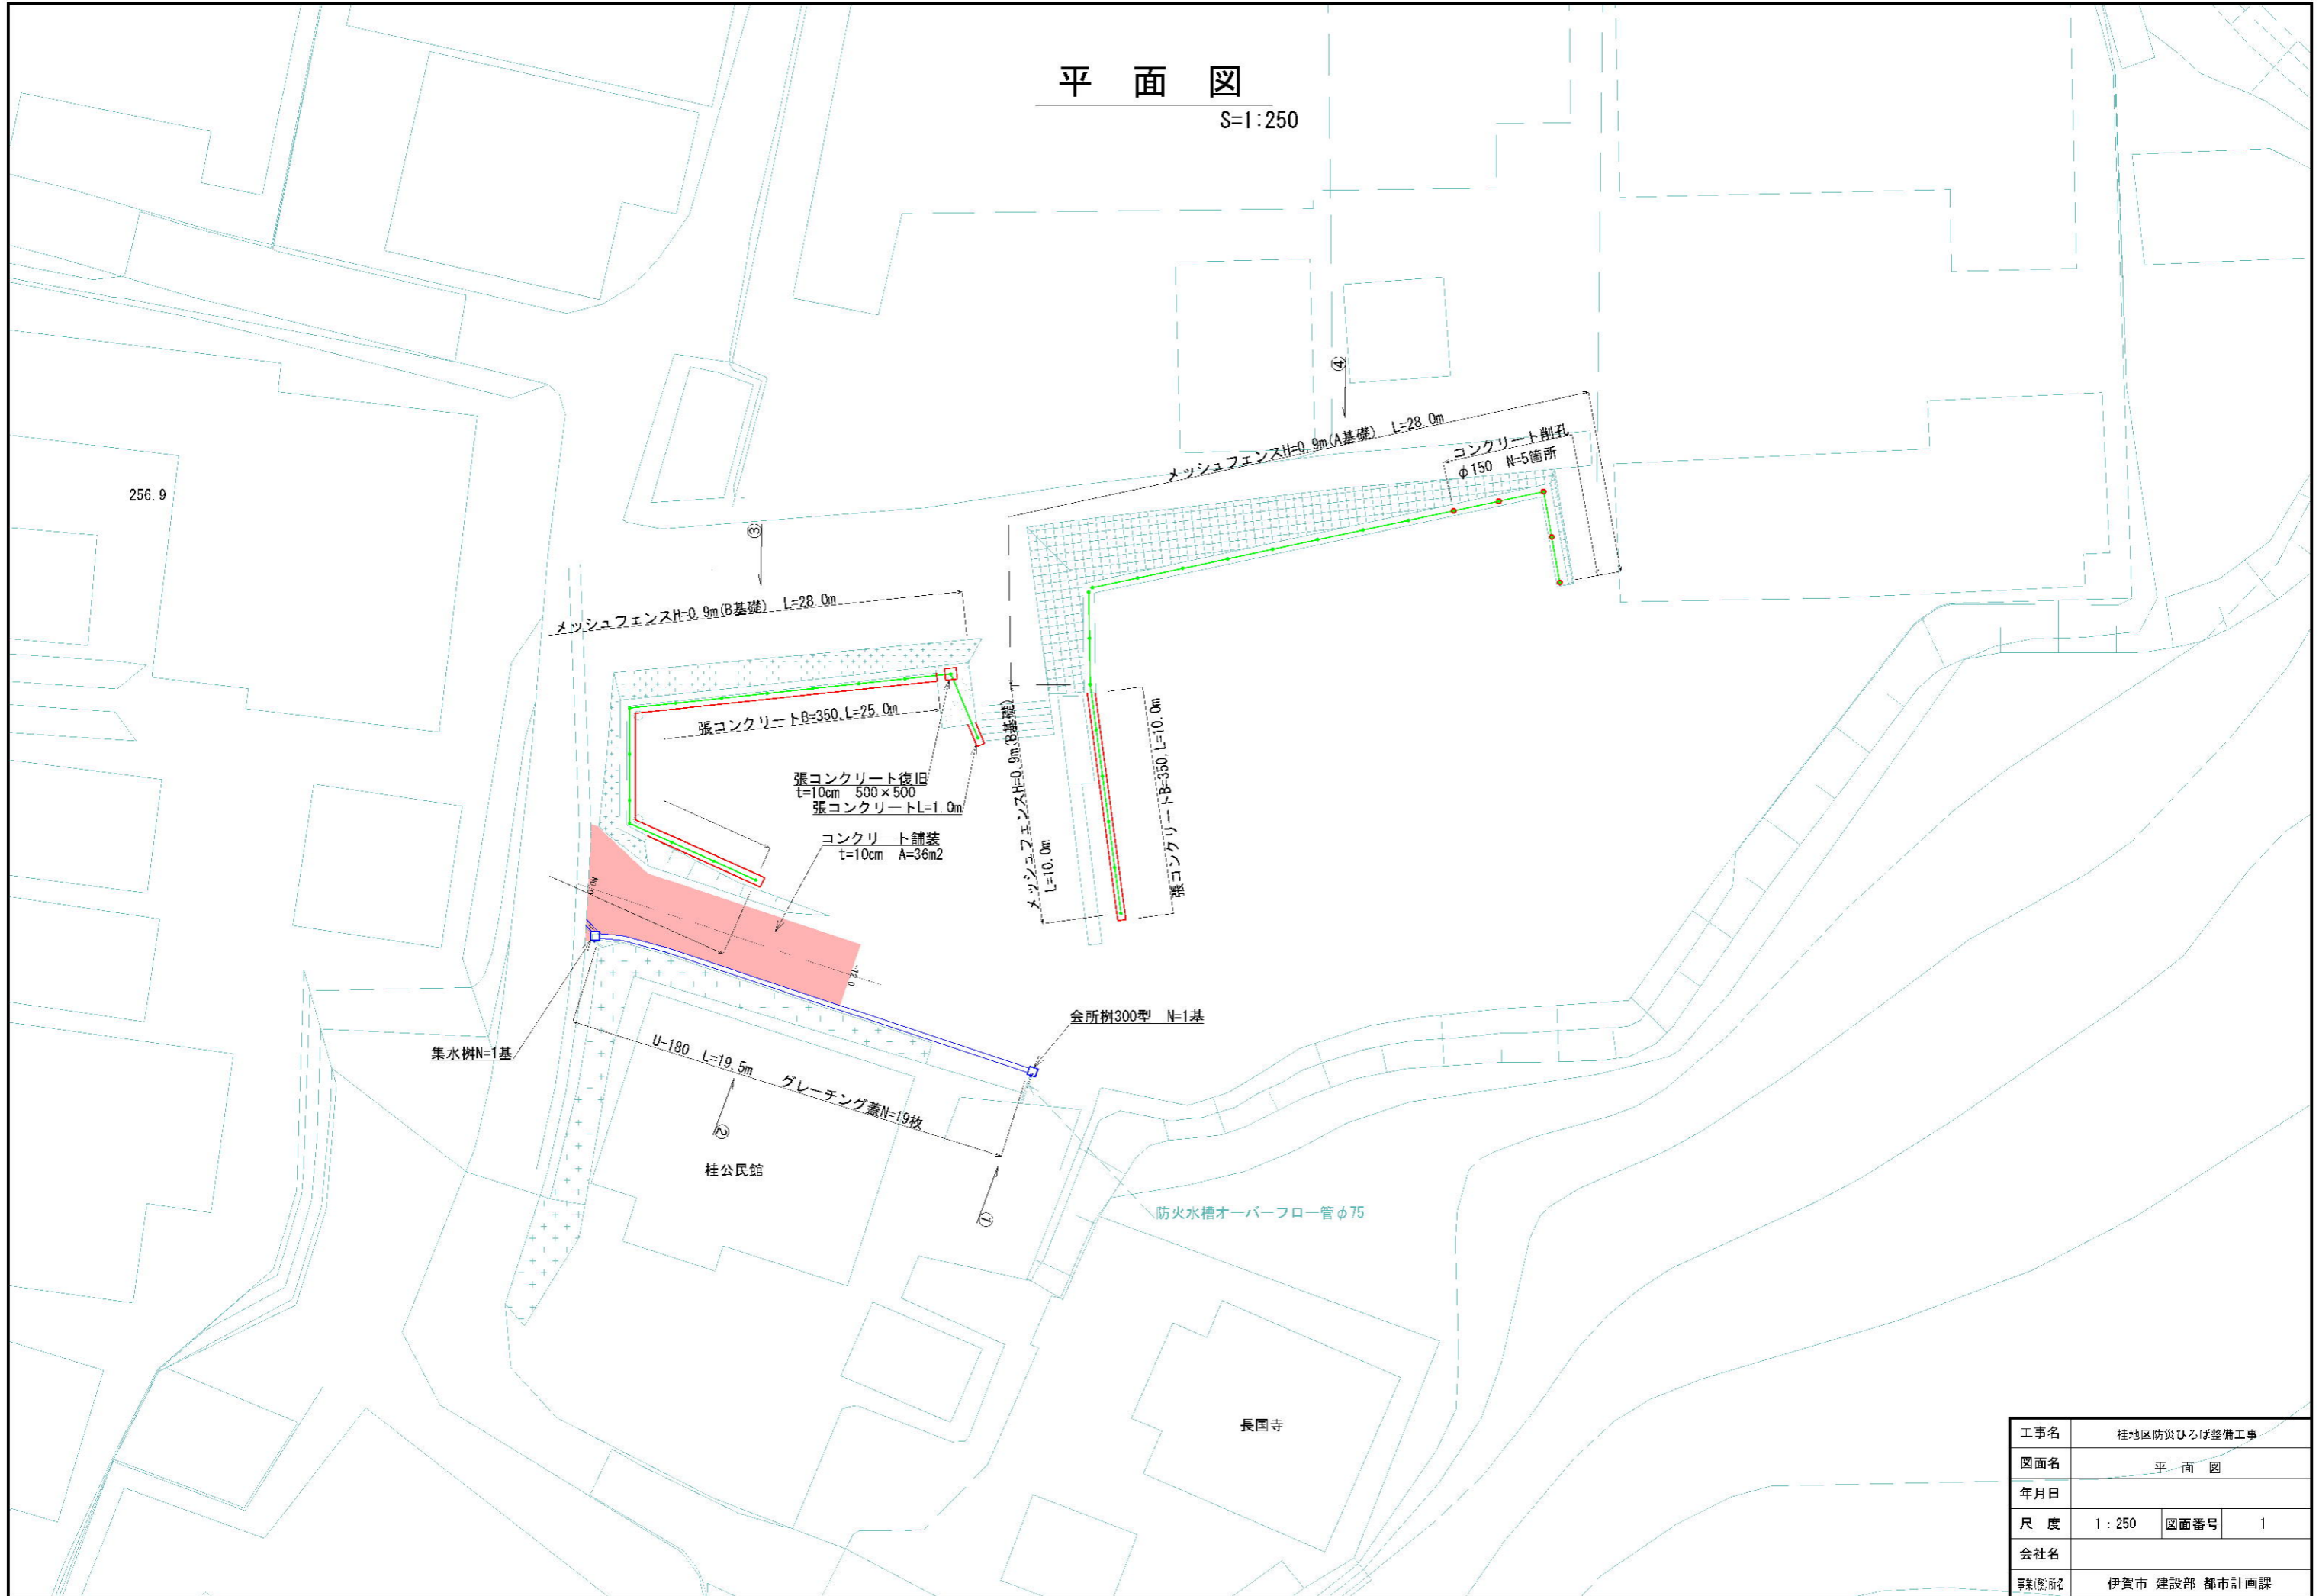 平 面 図
S=1:250
256.9
④
メッシュフェンスH=0.9m(A基礎) L=28.0m
コンクリート削孔
φ150 N=5箇所
③
メッシュフェンスH=0.9m(B基礎) L=28.0m
張コンクリートB=350,L=25.0m
張コンクリート復旧
t=10cm 500×500
張コンクリートL=1.0m
コンクリート舗装
t=10cm A=36m2
メッシュフェンスH=0.9m(B基礎)
L=10.0m
張コンクリートB=350,L=10.0m
NO.0
会所桝300型 N=1基
集水桝N=1基
U-180 L=19.5m グレーチング蓋N=19枚
②
桂公民館
①
防火水槽オーバーフロー管φ75
長国寺
工事名 桂地区防災ひろば整備工事
図面名 平 面 図
年月日
尺 度 1:250 図面番号 1
会社名
事業(務)所名 伊賀市 建設部 都市計画課